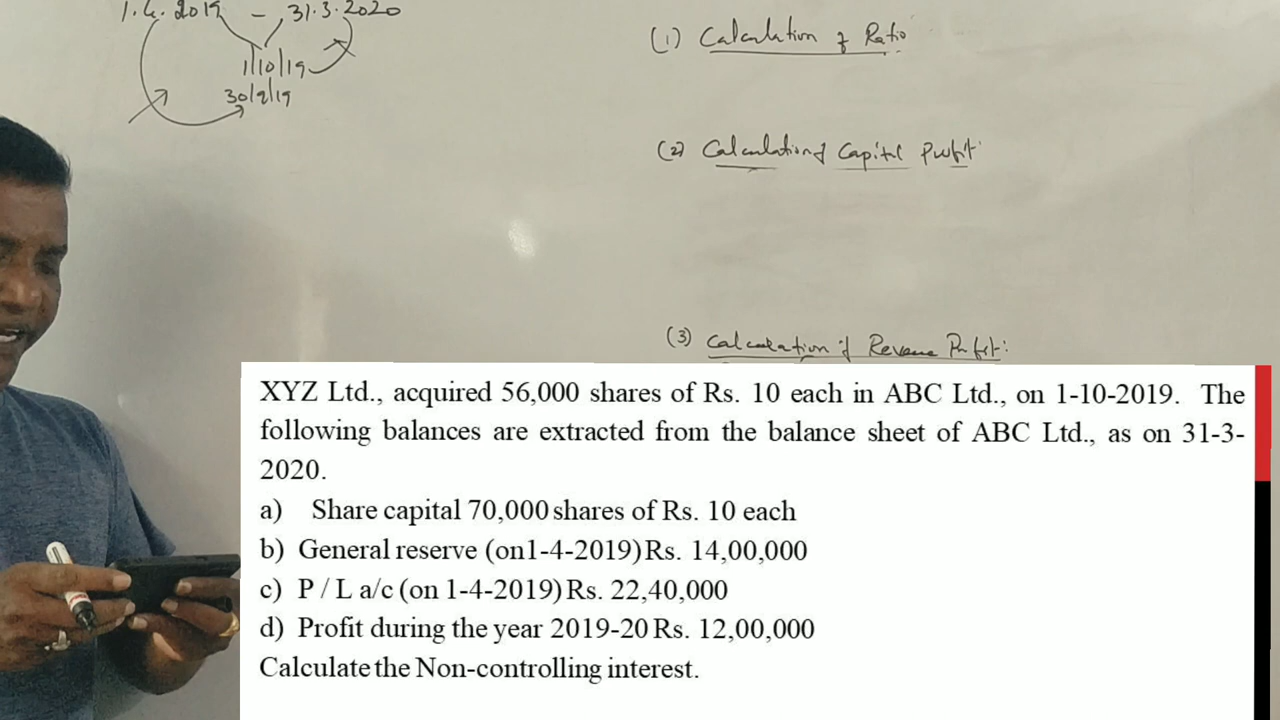 1.4.2019 – 31.3.2020
1/10/19
30/9/19
(1) Calculation of Ratio
(2) Calculation of Capital Profit
(3) Calculation of Revenue Profit:
XYZ Ltd., acquired 56,000 shares of Rs. 10 each in ABC Ltd., on 1-10-2019. The
following balances are extracted from the balance sheet of ABC Ltd., as on 31-3-
2020.
a) Share capital 70,000 shares of Rs. 10 each
b) General reserve (on1-4-2019) Rs. 14,00,000
c) P / L a/c (on 1-4-2019) Rs. 22,40,000
d) Profit during the year 2019-20 Rs. 12,00,000
Calculate the Non-controlling interest.